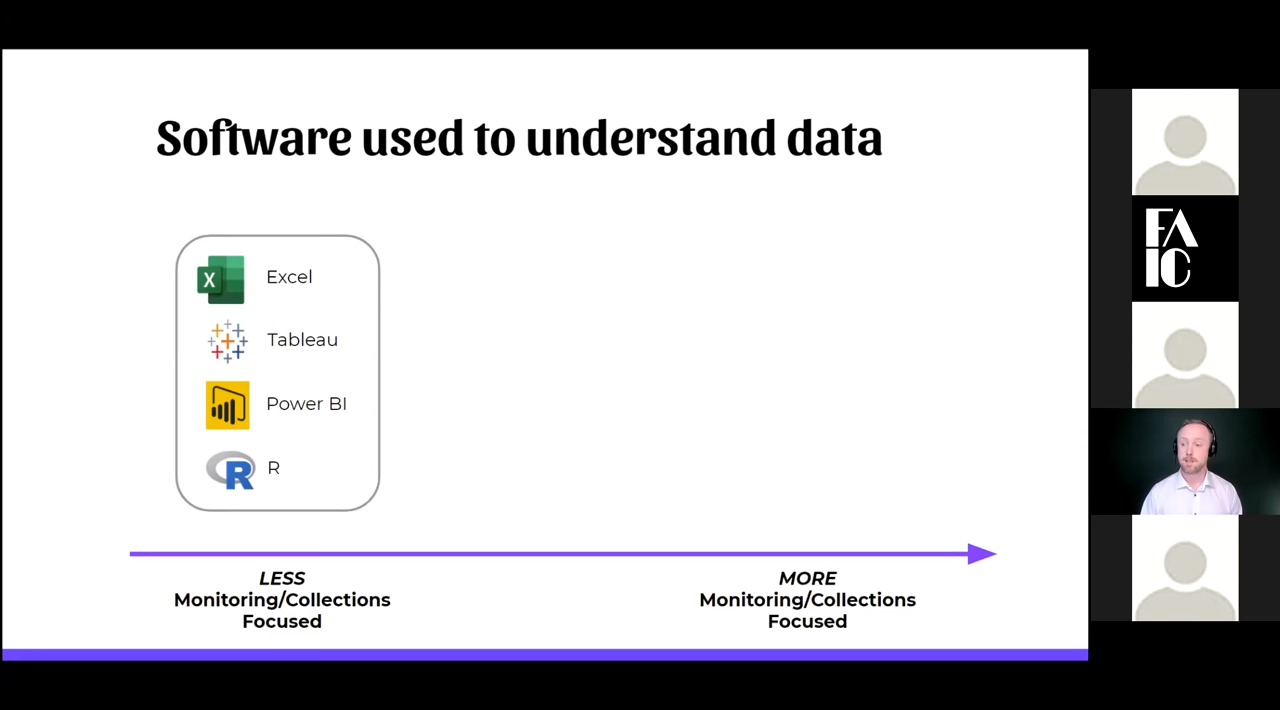 Software used to understand data
X
Excel
Tableau
Power BI
R
R
LESS
Monitoring/Collections
Focused
MORE
Monitoring/Collections
Focused
FA
IC